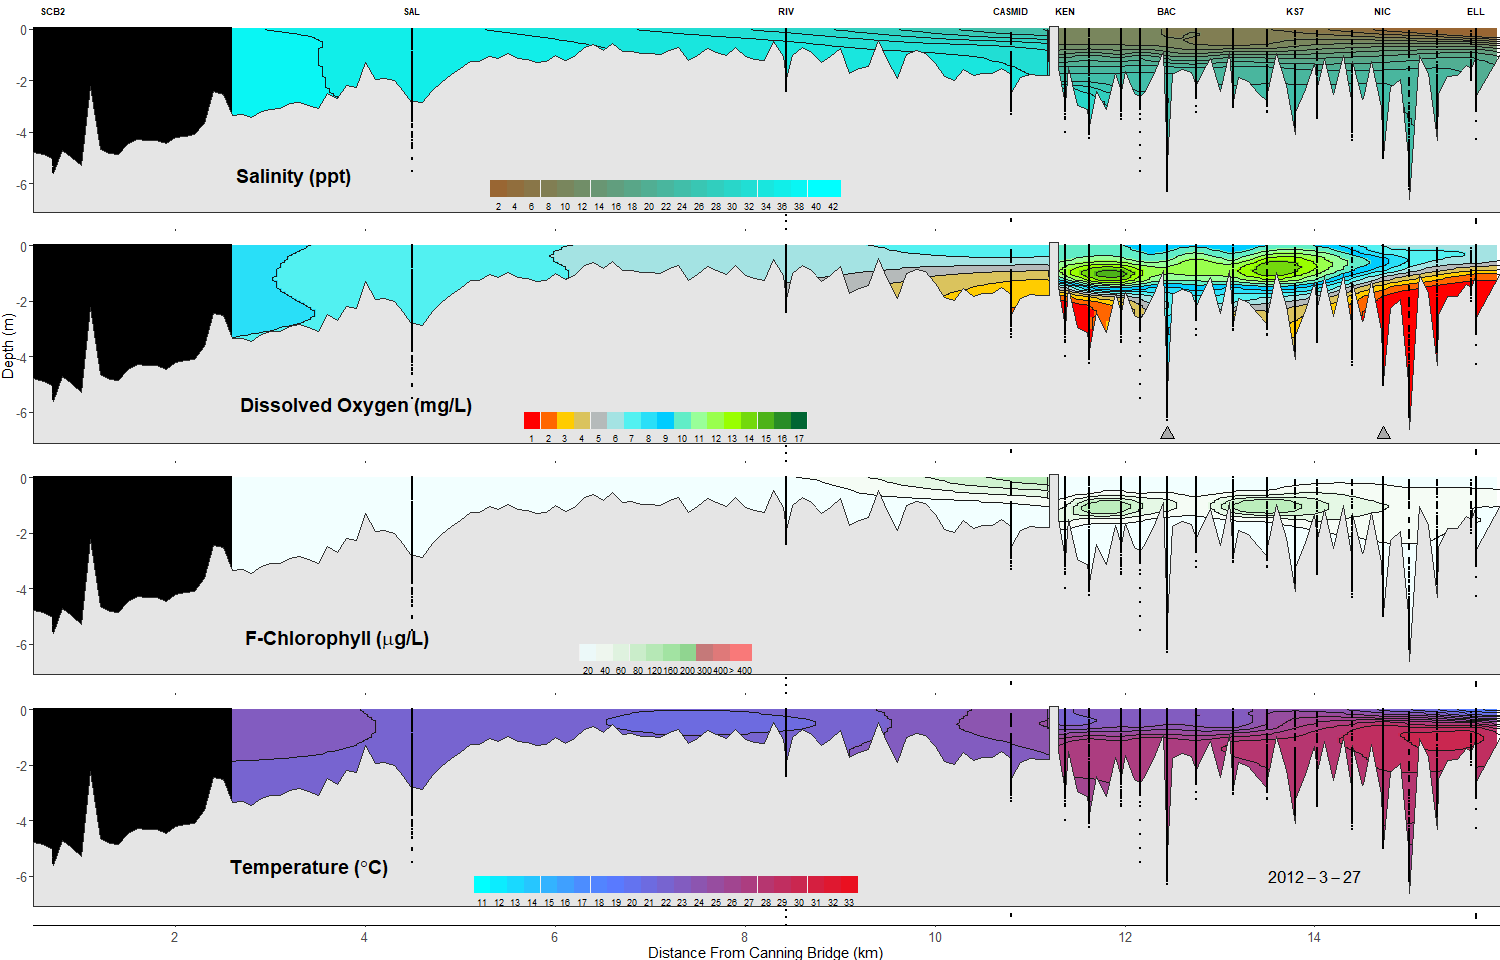 SCB2 SAL RIV CASMID KEN BAC KS7 NIC ELL
0
-2
-4
-6
Salinity (ppt)
2 4 6 8 10 12 14 16 18 20 22 24 26 28 30 32 34 36 38 40 42
0
-2
-4
-6
Dissolved Oxygen (mg/L)
1 2 3 4 5 6 7 8 9 10 11 12 13 14 15 16 17
Depth (m)
0
-2
-4
-6
F-Chlorophyll (µg/L)
20 40 60 80 120 160 200 300 400 > 400
0
-2
-4
-6
Temperature (°C)
2012 – 3 – 27
11 12 13 14 15 16 17 18 19 20 21 22 23 24 25 26 27 28 29 30 31 32 33
2 4 6 8 10 12 14
Distance From Canning Bridge (km)